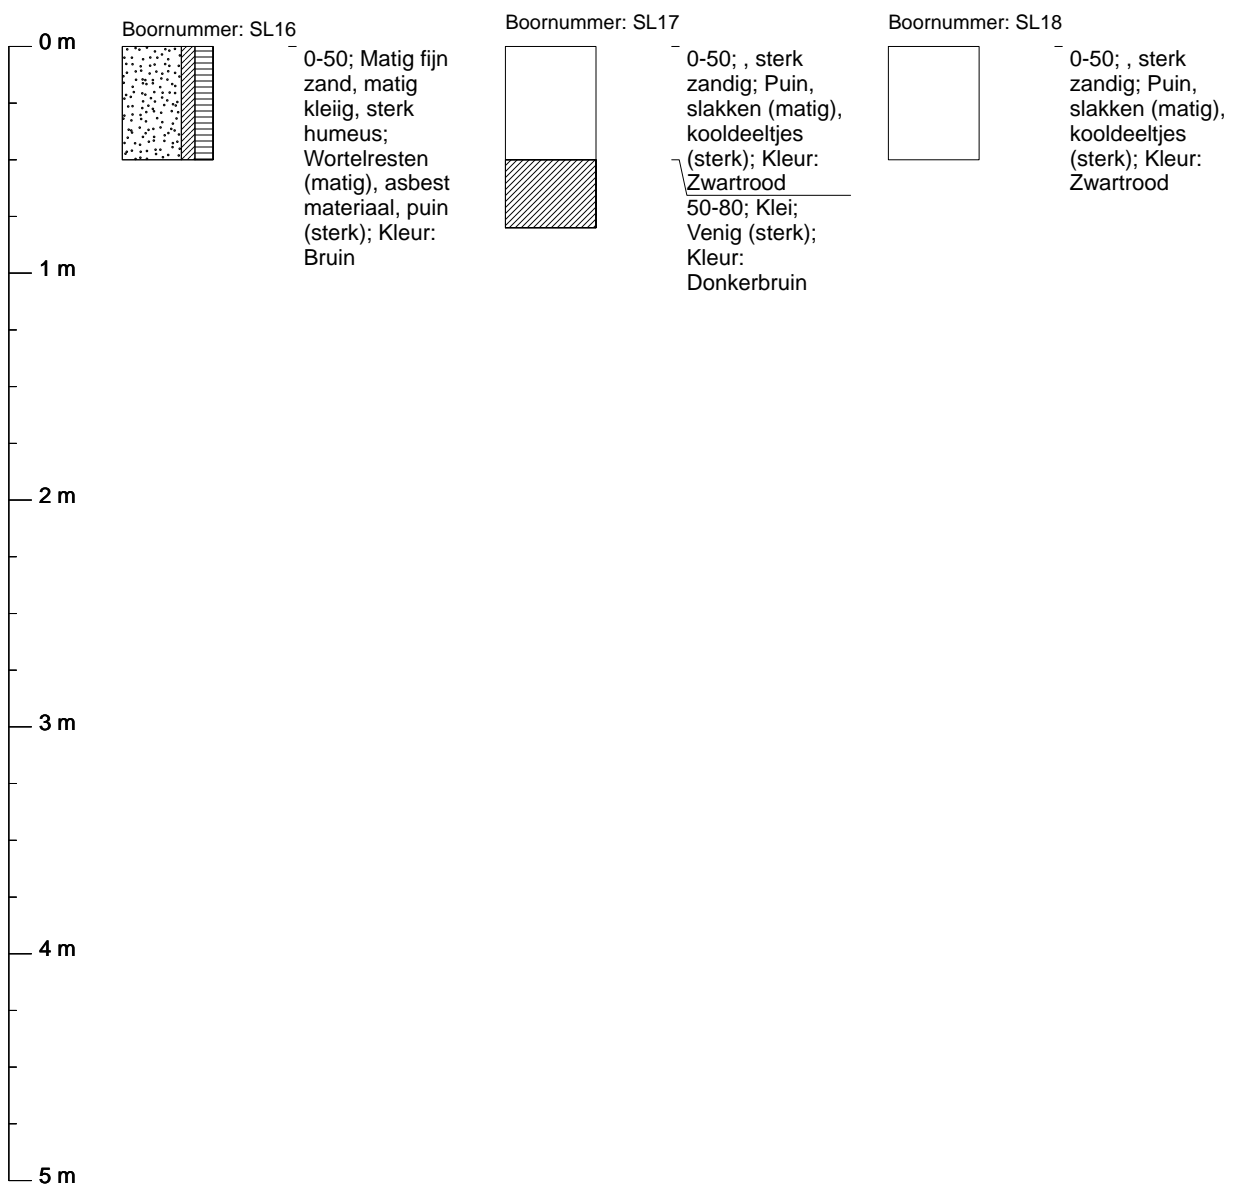 Boornummer: SL16
0-50; Matig fijn
zand, matig
kleiig, sterk
humeus;
Wortelresten
(matig), asbest
materiaal, puin
(sterk); Kleur:
Bruin
Boornummer: SL17
0-50; , sterk
zandig; Puin,
slakken (matig),
kooldeeltjes
(sterk); Kleur:
Zwartrood
50-80; Klei;
Venig (sterk);
Kleur:
Donkerbruin
Boornummer: SL18
0-50; , sterk
zandig; Puin,
slakken (matig),
kooldeeltjes
(sterk); Kleur:
Zwartrood
0 m
1 m
2 m
3 m
4 m
5 m